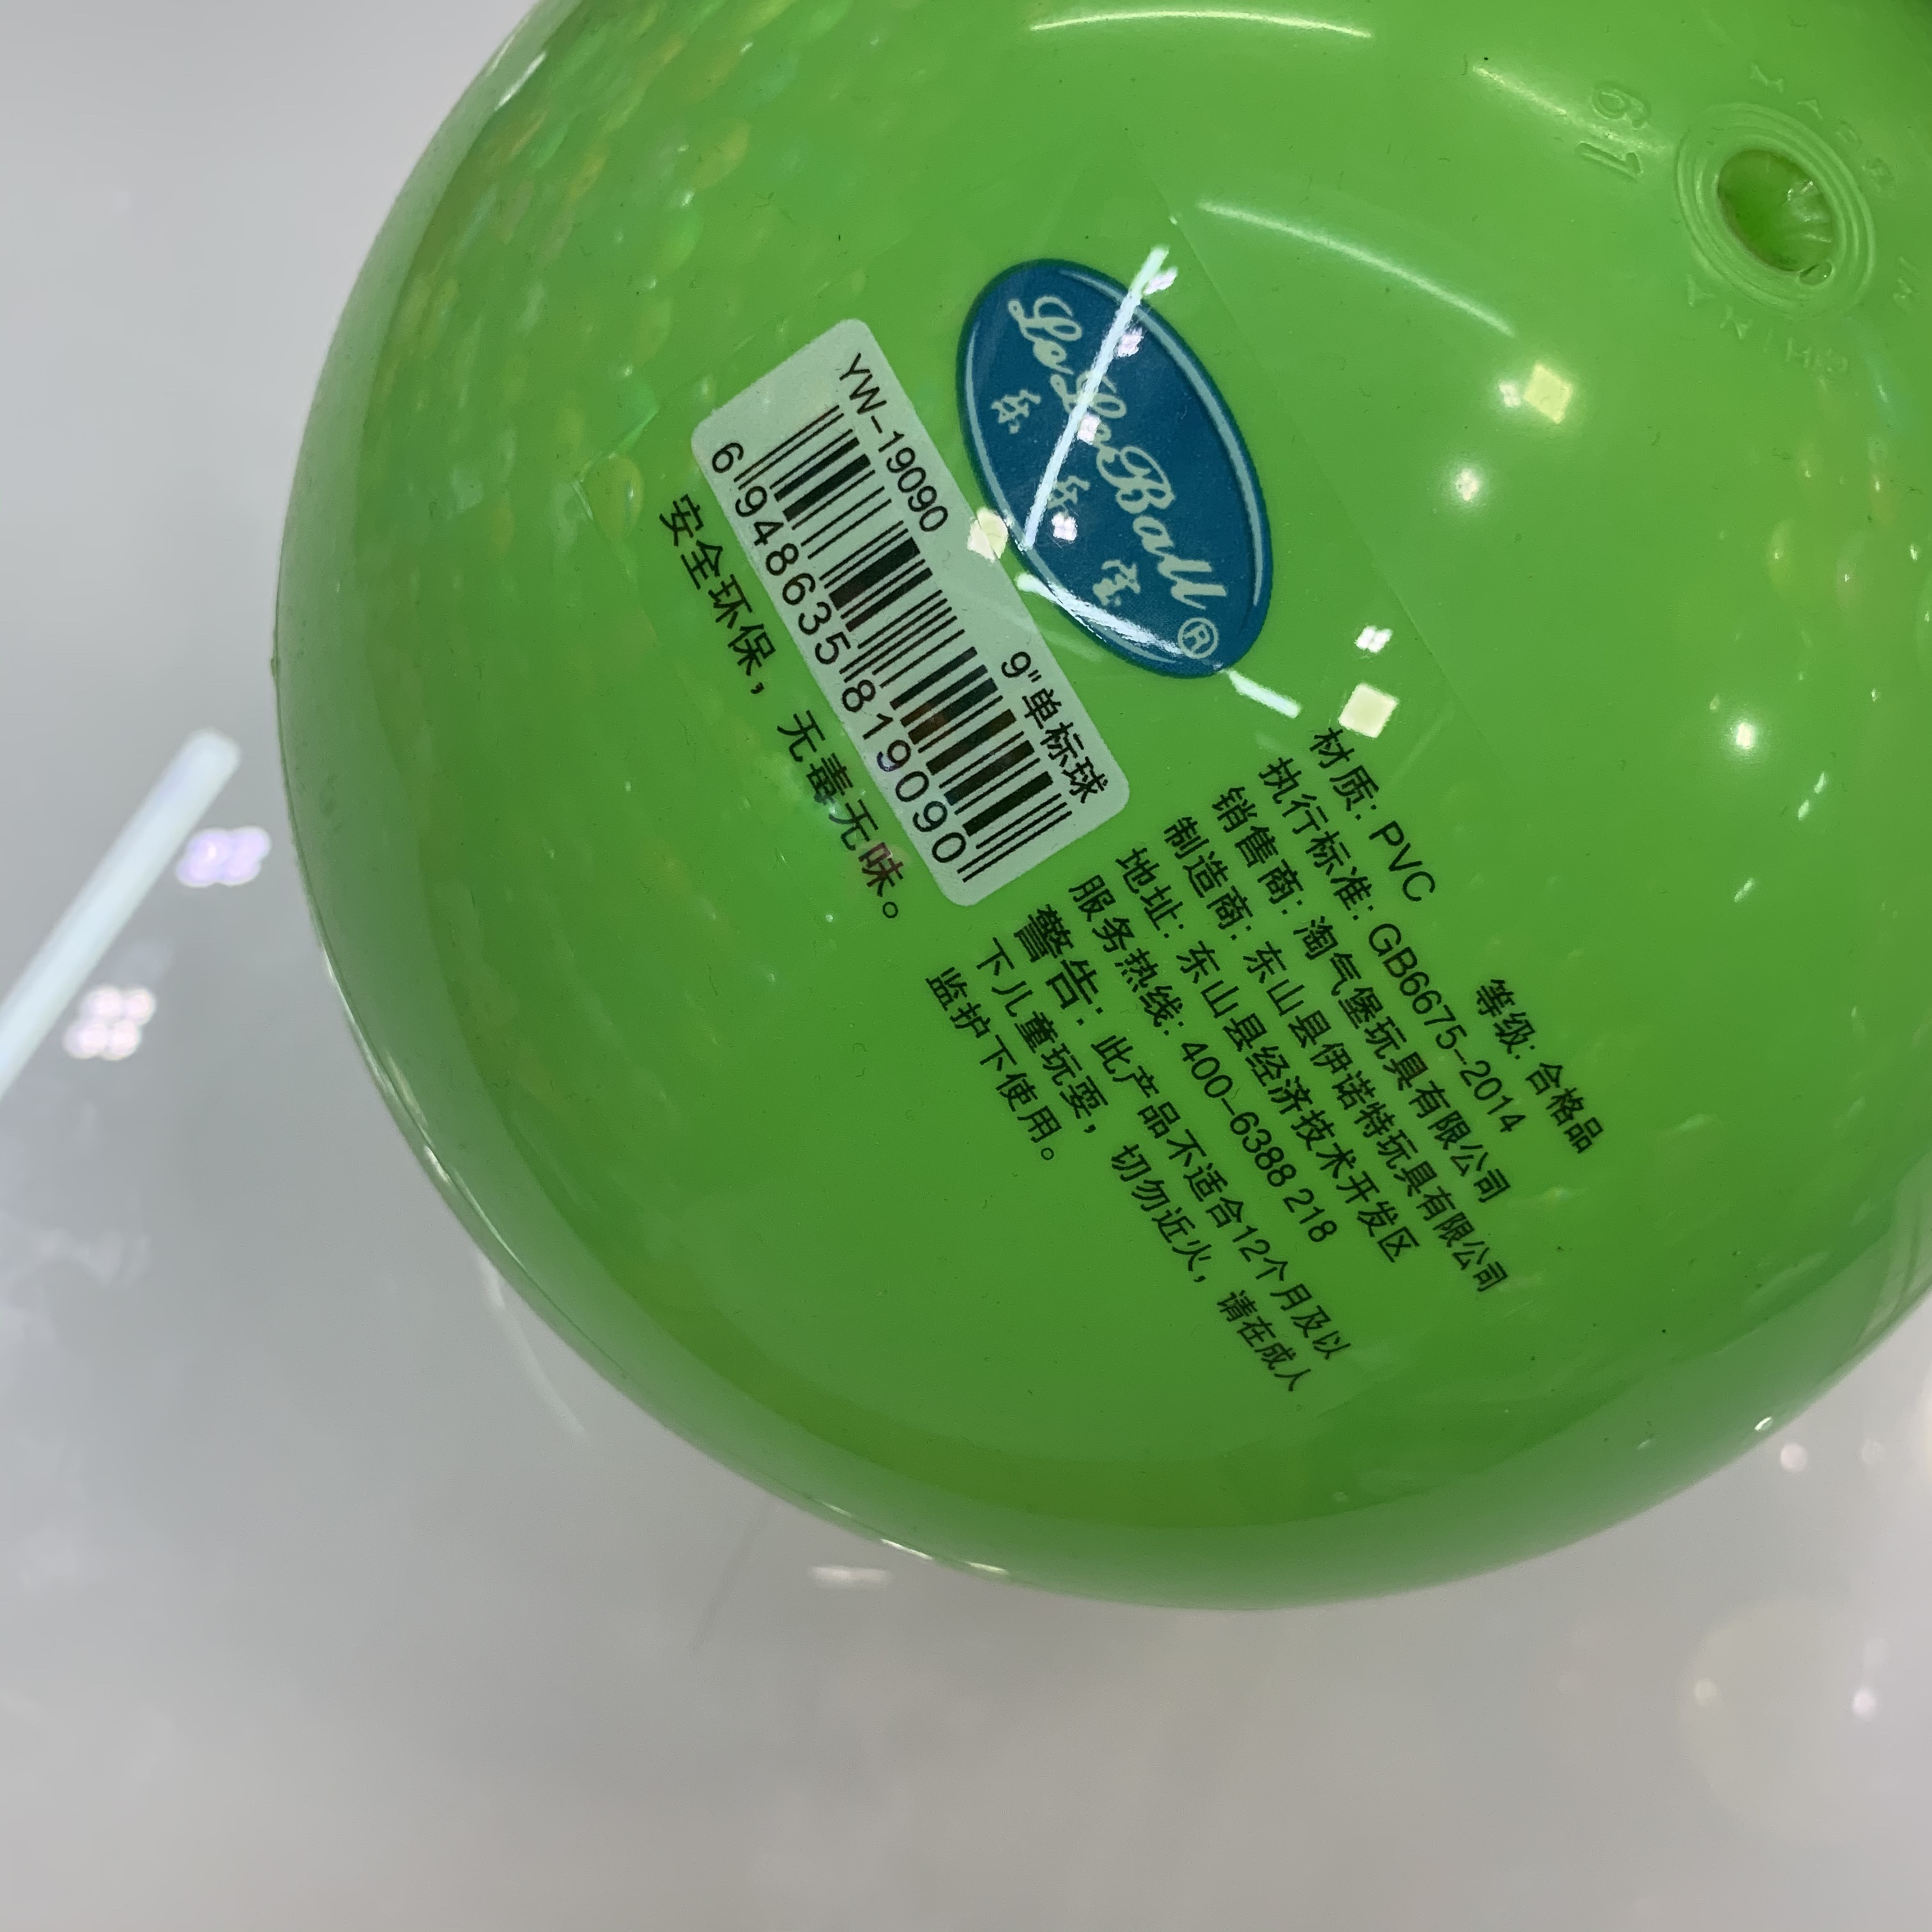 LoLoBall®
乐 乐 堡
YW-19090
9"单标球
6 948635 819090
安全环保，无毒无味。
材质: PVC 等级: 合格品
执行标准: GB6675-2014
销售商: 淘气堡玩具有限公司
制造商: 东山县伊诺特玩具有限公司
地址: 东山县经济技术开发区
服务热线: 400-6388 218
警告: 此产品不适合12个月及以
下儿童玩耍，切勿近火，请在成人
监护下使用。
61